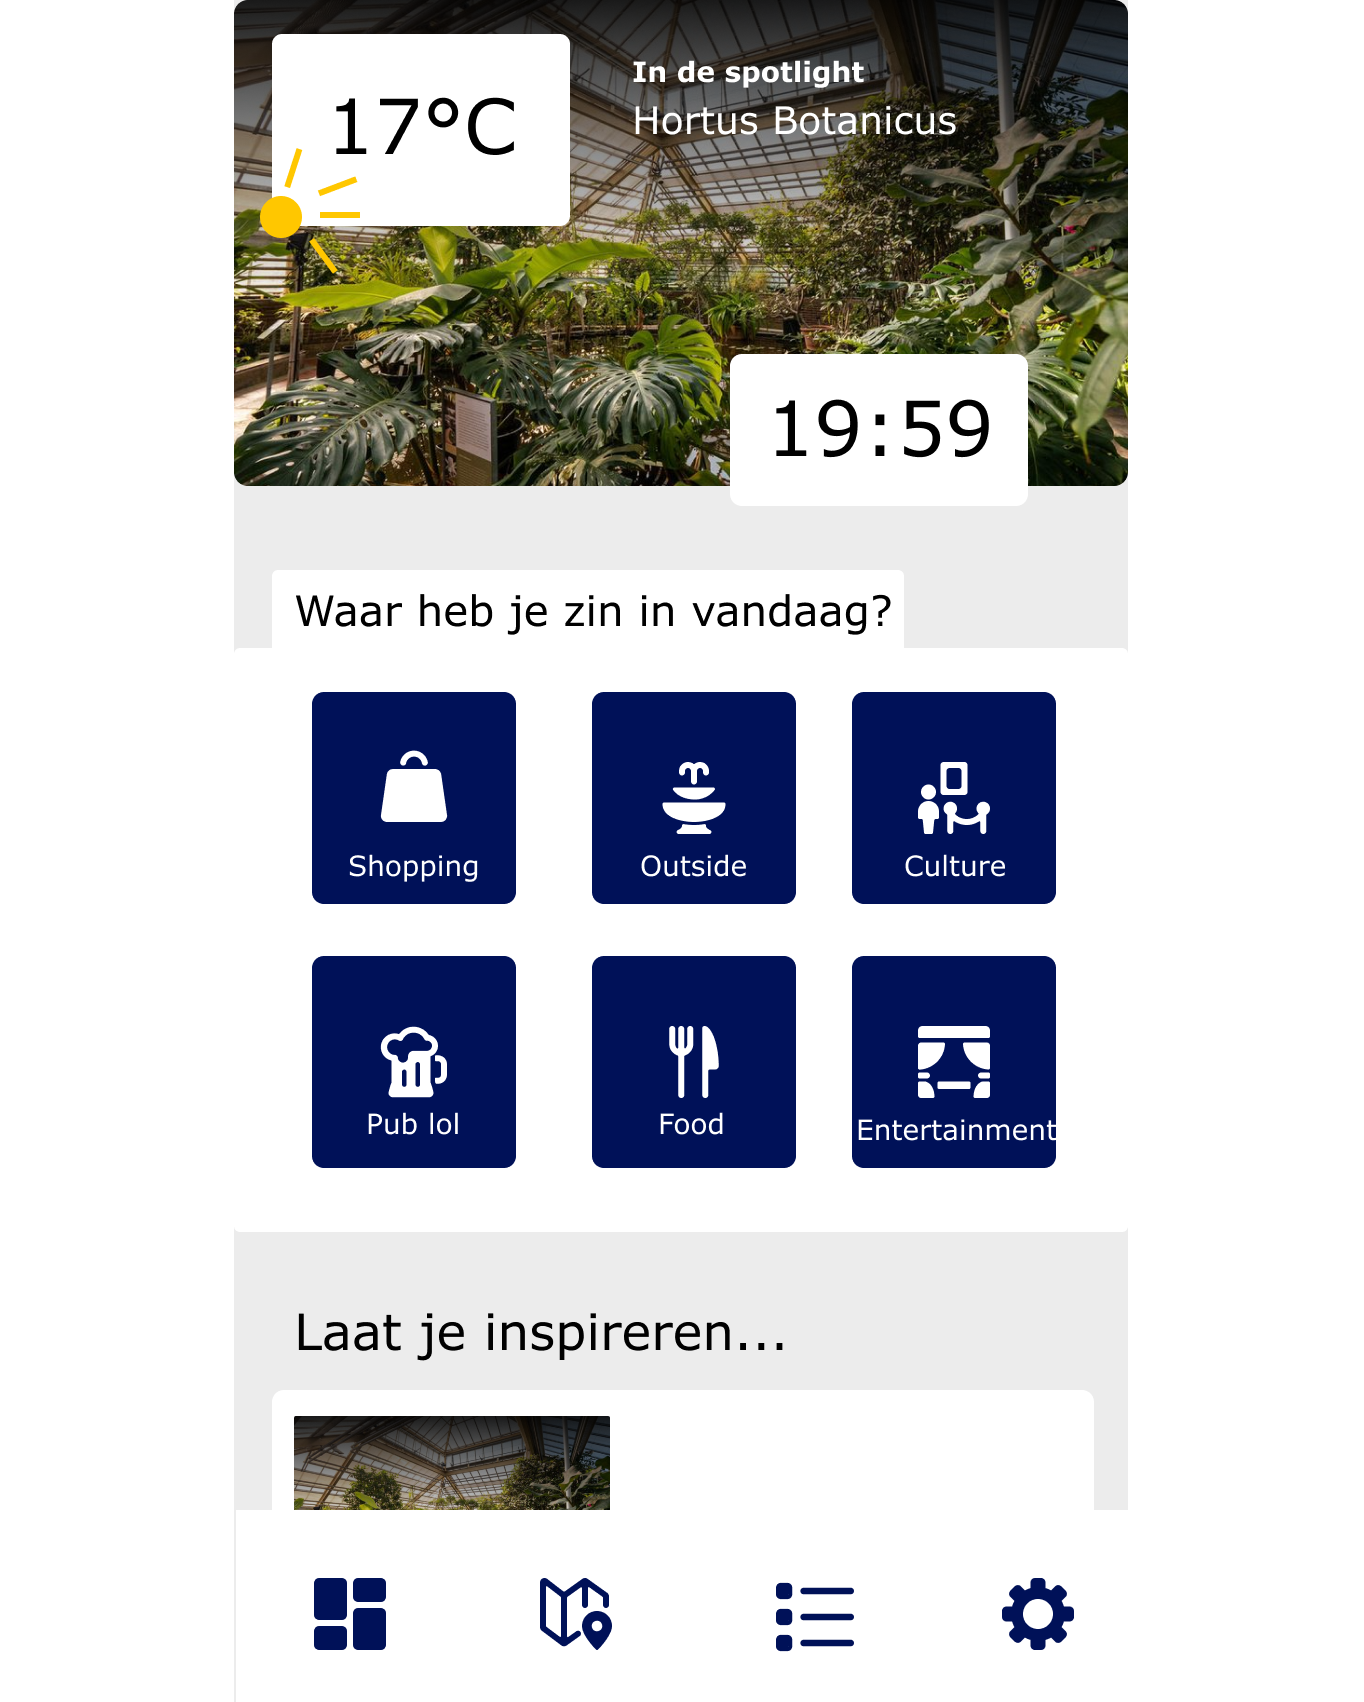 17°C
In de spotlight
Hortus Botanicus
19:59
Waar heb je zin in vandaag?
Shopping
Outside
Culture
Pub lol
Food
Entertainment
Laat je inspireren...